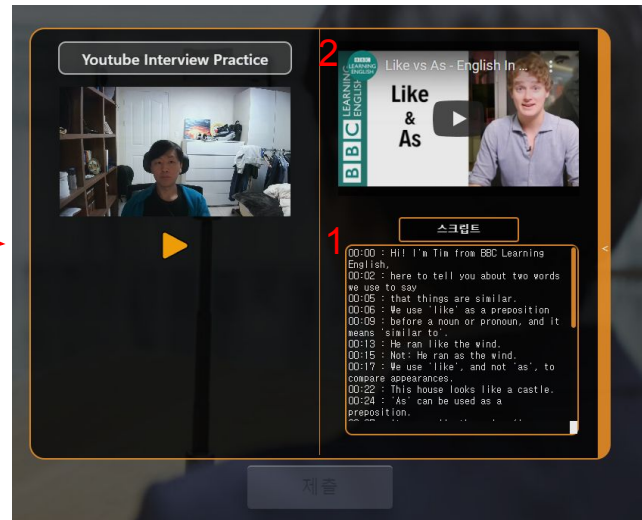 Youtube Interview Practice
2
BBC
LEARNING
ENGLISH
Like vs As - English In ...
BBC LEARNING ENGLISH
Like
&
As
1
스크립트
<
00:00 : Hi! I'm Tim from BBC Learning
English,
00:02 : here to tell you about two words
we use to say
00:05 : that things are similar.
00:06 : We use 'like' as a preposition
00:09 : before a noun or pronoun, and it
means 'similar to'.
00:13 : He ran like the wind.
00:15 : Not: He ran as the wind.
00:17 : We use 'like', and not 'as', to
compare appearances.
00:22 : This house looks like a castle.
00:24 : 'As' can be used as a
preposition.
제출